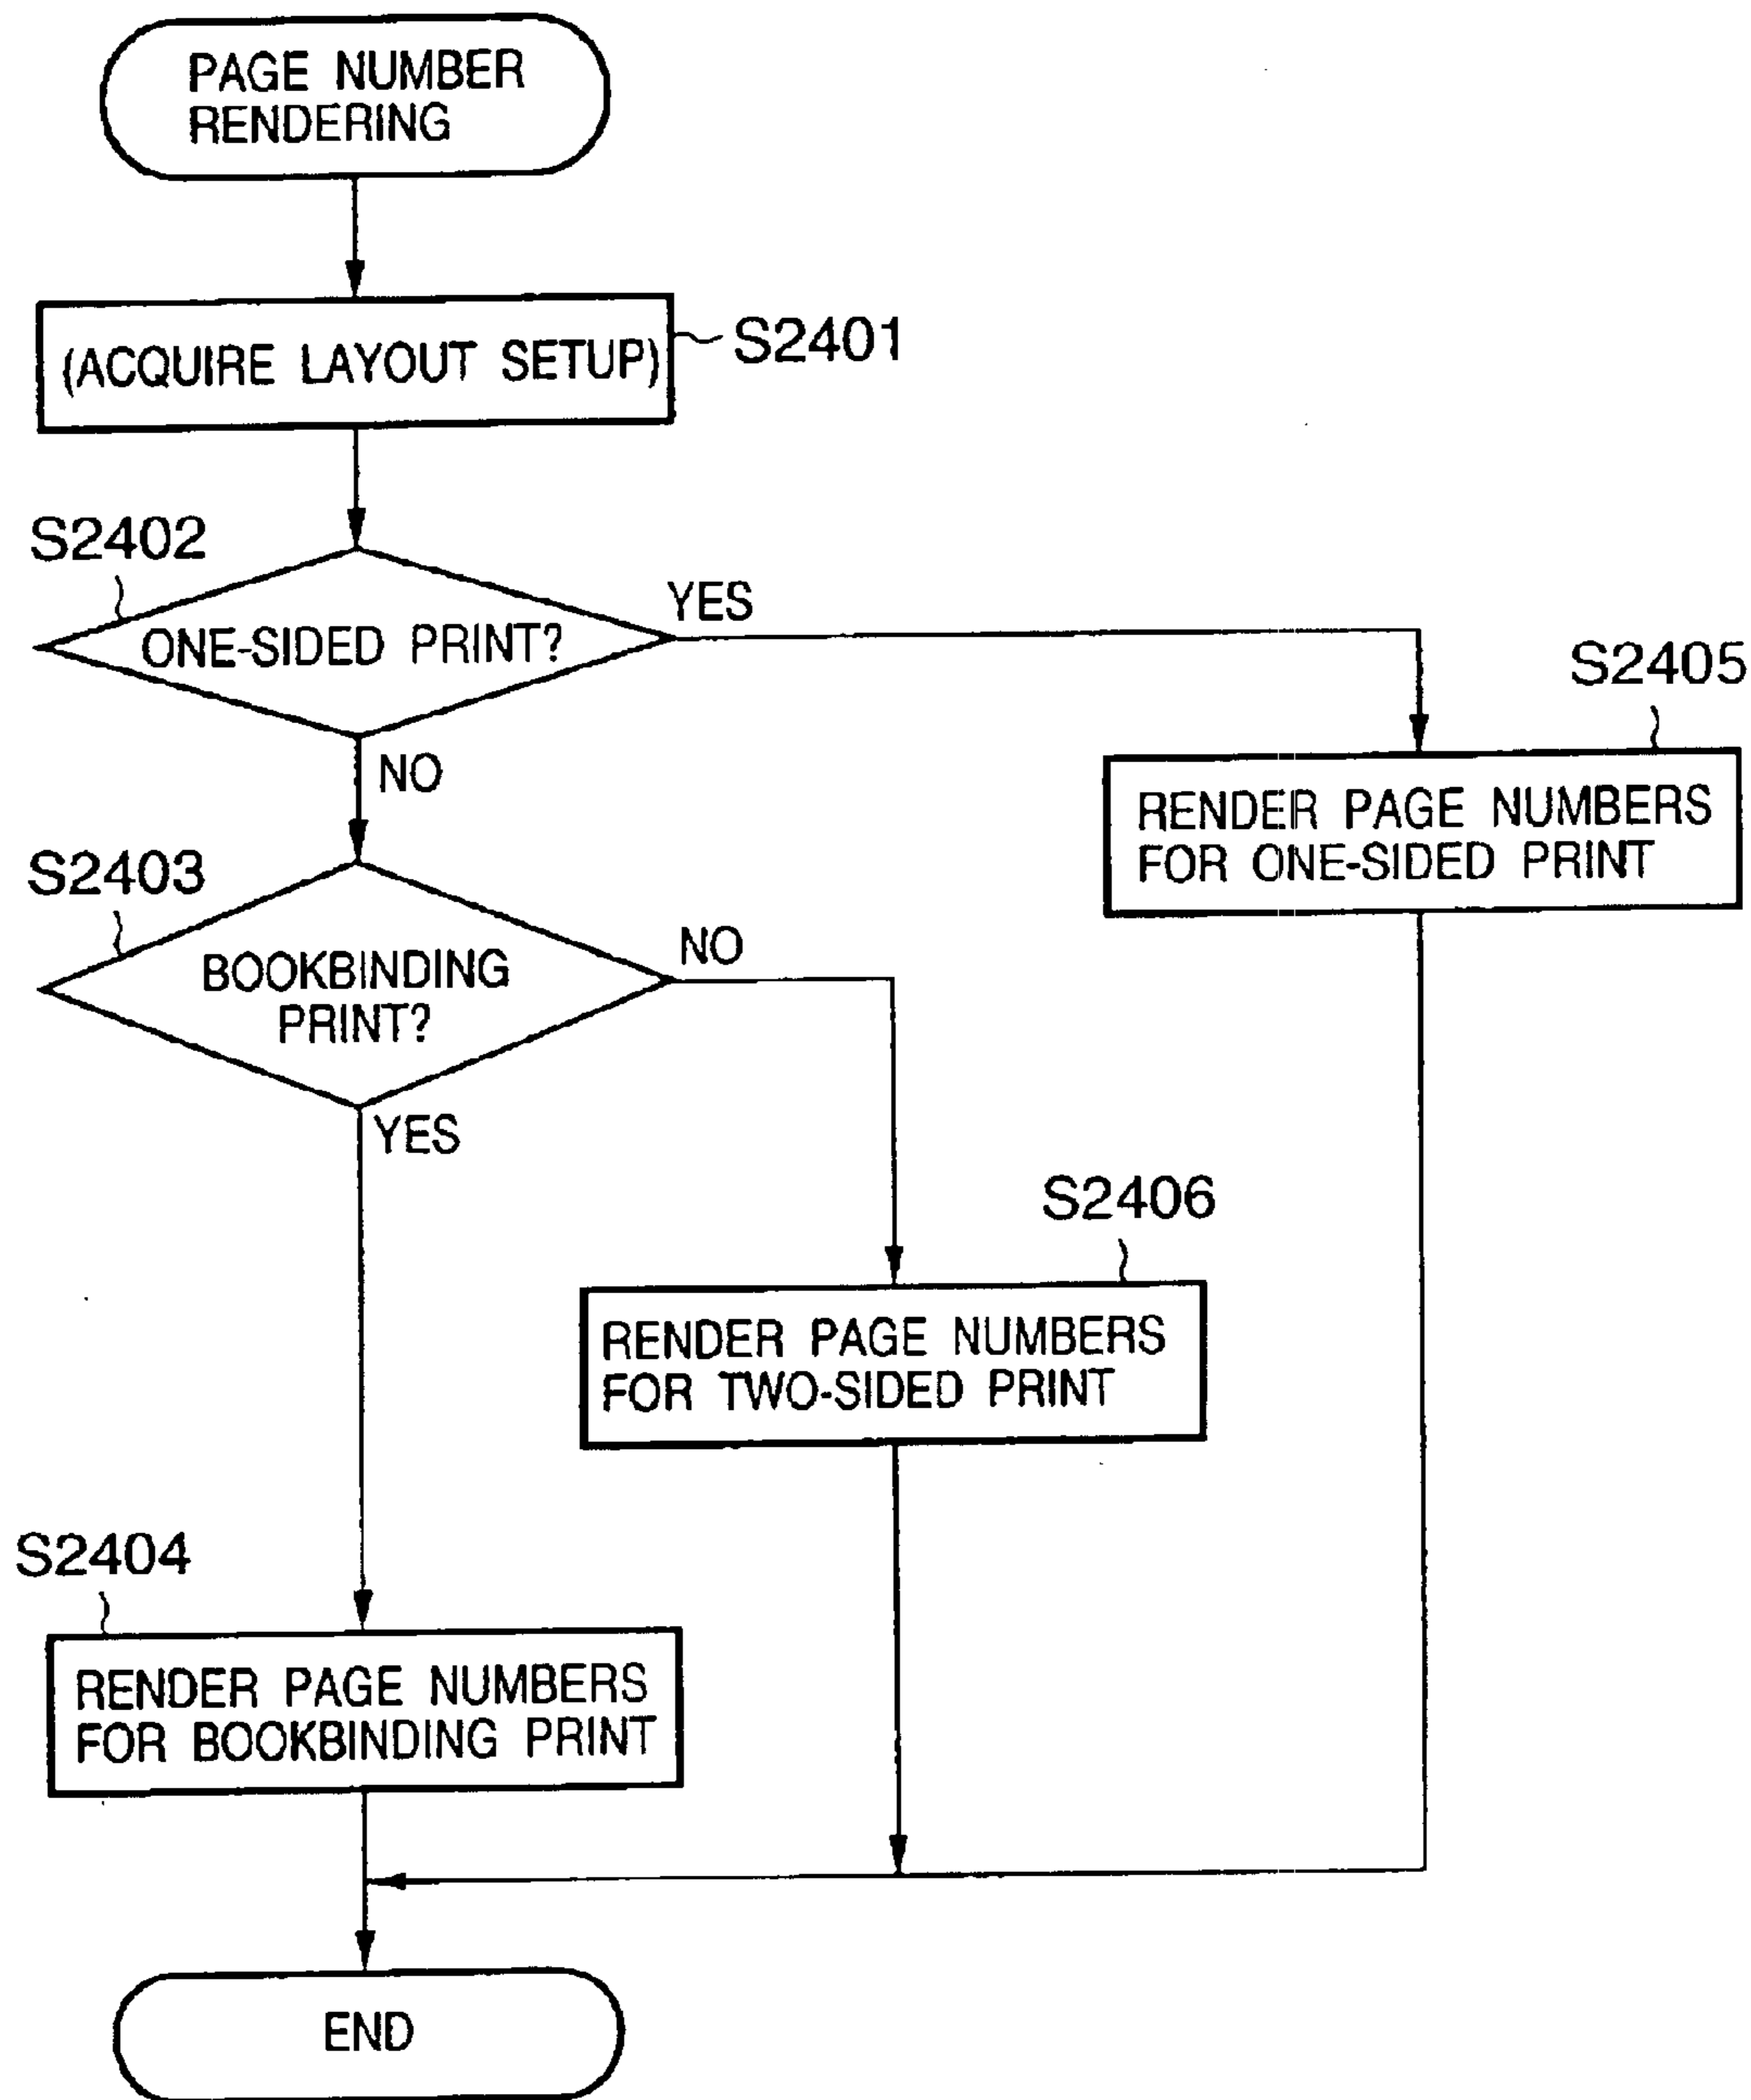 PAGE NUMBER
RENDERING
(ACQUIRE LAYOUT SETUP)
S2401
S2402
ONE-SIDED PRINT?
YES
NO
S2405
RENDER PAGE NUMBERS
FOR ONE-SIDED PRINT
S2403
BOOKBINDING
PRINT?
NO
YES
S2406
RENDER PAGE NUMBERS
FOR TWO-SIDED PRINT
S2404
RENDER PAGE NUMBERS
FOR BOOKBINDING PRINT
END